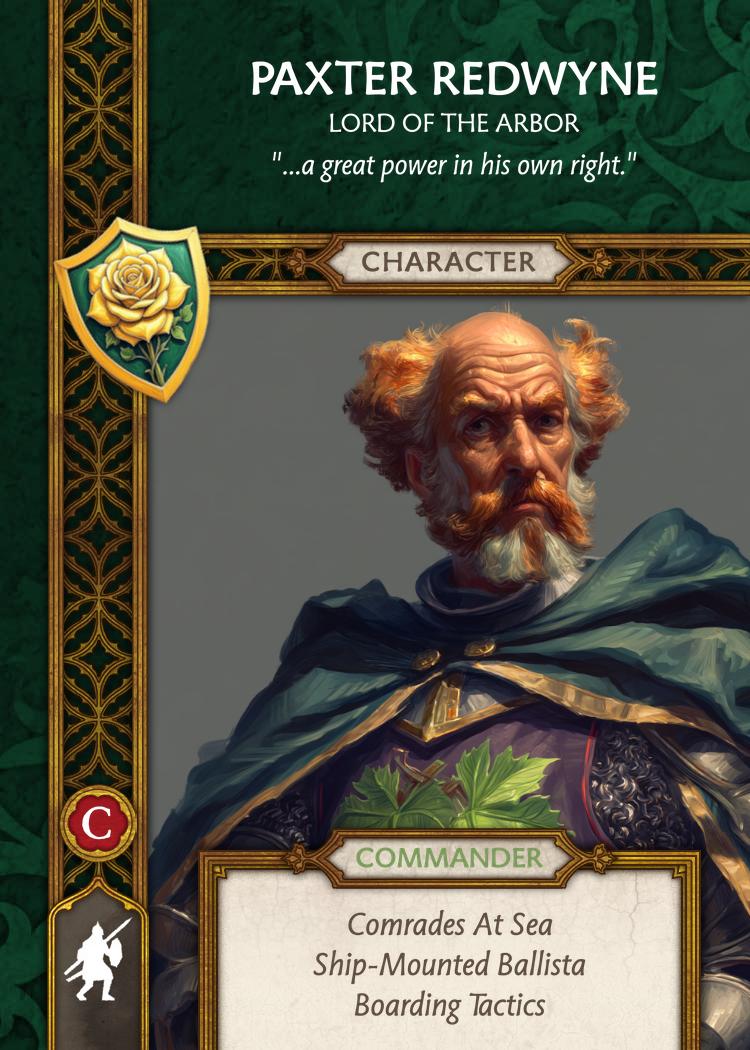 PAXTER REDWYNE
LORD OF THE ARBOR
"...a great power in his own right."
CHARACTER
C
COMMANDER
Comrades At Sea
Ship-Mounted Ballista
Boarding Tactics